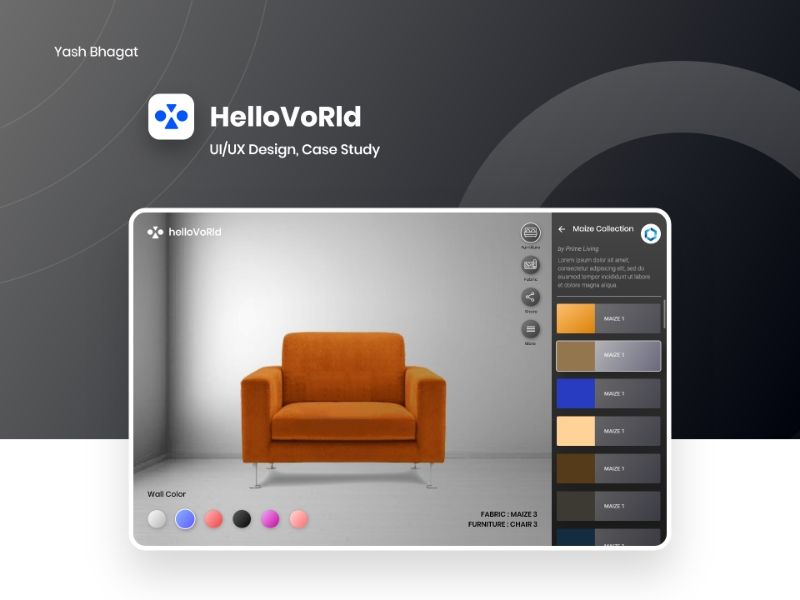 Yash Bhagat
HelloVoRld
UI/UX Design, Case Study
helloVoRld
Furniture
Fabric
Share
More
Maize Collection
by Prime Living
Lorem ipsum dolor sit amet,
consectetur adipiscing elit, sed do
eiusmod tempor incididunt ut labore
et dolore magna aliqua.
MAIZE 1
MAIZE 1
MAIZE 1
MAIZE 1
MAIZE 1
MAIZE 1
MAIZE 1
Wall Color
FABRIC : MAIZE 3
FURNITURE : CHAIR 3